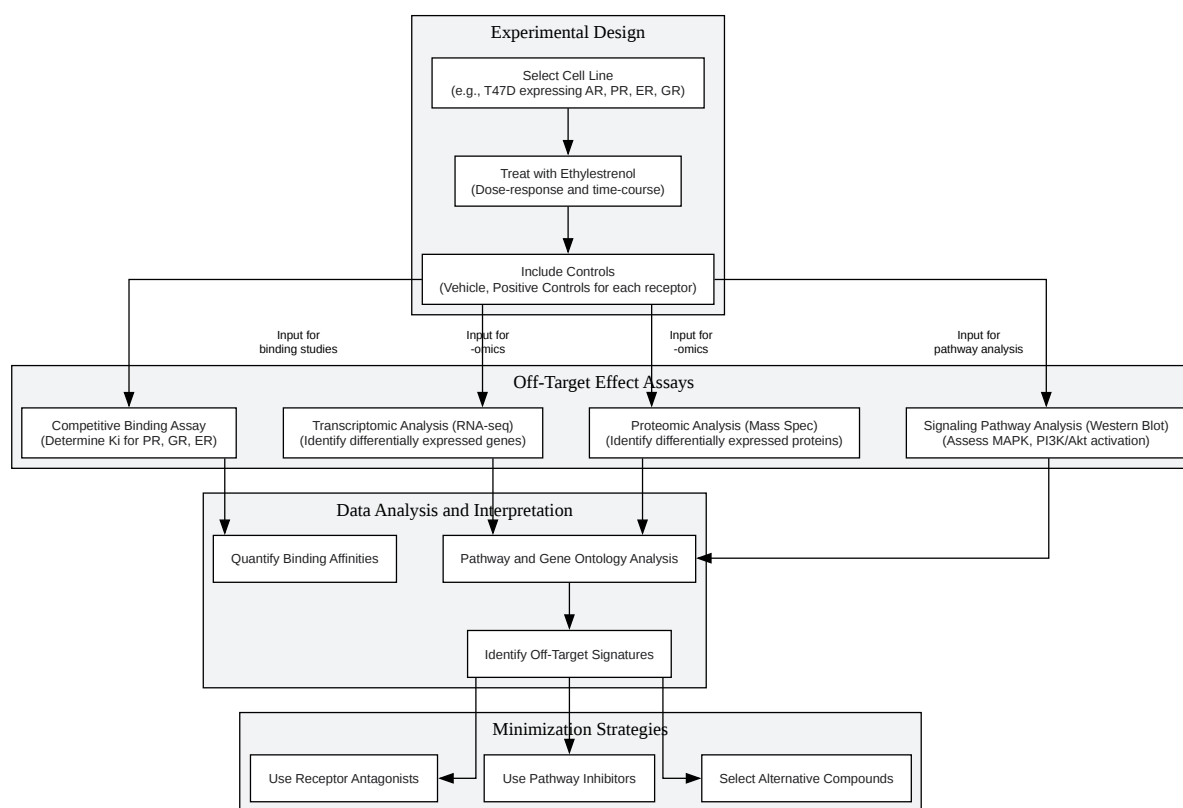 Experimental Design
Select Cell Line
(e.g., T47D expressing AR, PR, ER, GR)
Treat with Ethylestrenol
(Dose-response and time-course)
Include Controls
(Vehicle, Positive Controls for each receptor)
Input for
binding studies
Input for
-omics
Input for
-omics
Input for
pathway analysis
Off-Target Effect Assays
Competitive Binding Assay
(Determine Ki for PR, GR, ER)
Transcriptomic Analysis (RNA-seq)
(Identify differentially expressed genes)
Proteomic Analysis (Mass Spec)
(Identify differentially expressed proteins)
Signaling Pathway Analysis (Western Blot)
(Assess MAPK, PI3K/Akt activation)
Data Analysis and Interpretation
Quantify Binding Affinities
Pathway and Gene Ontology Analysis
Identify Off-Target Signatures
Minimization Strategies
Use Receptor Antagonists
Use Pathway Inhibitors
Select Alternative Compounds